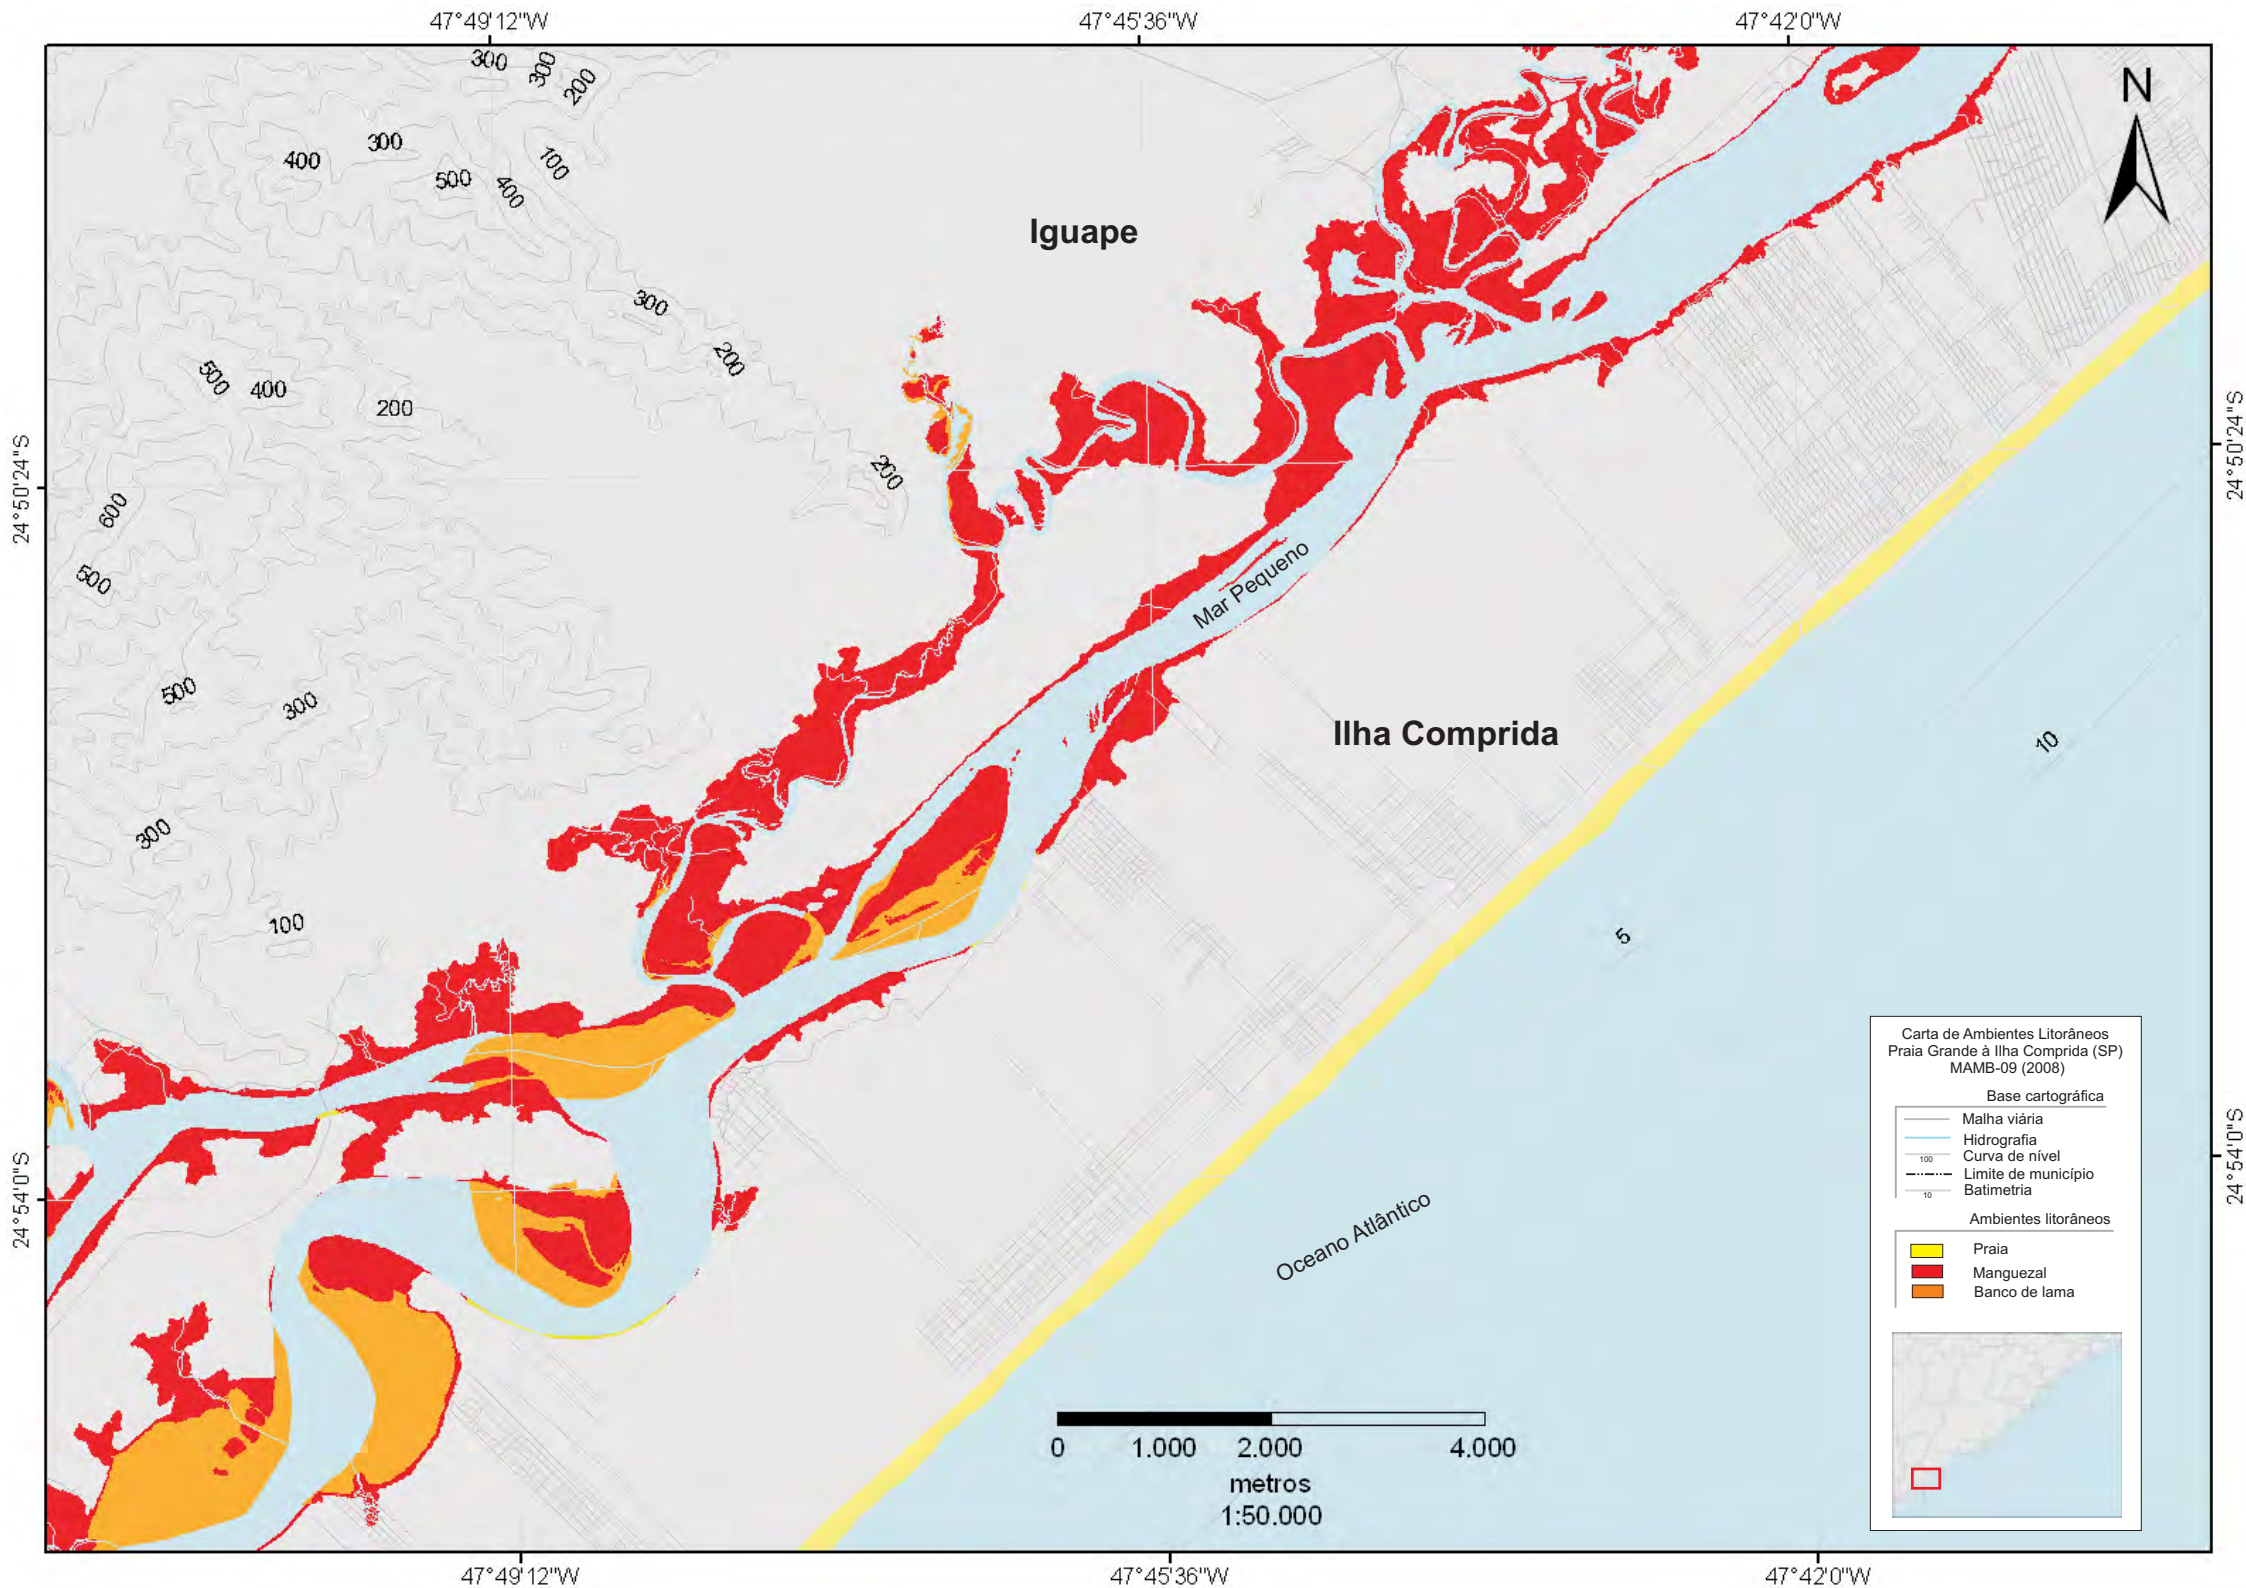 47°49'12"W
47°45'36"W
47°42'0"W
300
300
200
N
300
400
100
500
400
Iguape
300
200
500
400
200
24°50'24"S
24°50'24"S
200
600
500
Mar Pequeno
500
300
Ilha Comprida
10
300
100
5
24°54'0"S
24°54'0"S
Oceano Atlântico
Carta de Ambientes Litorâneos
Praia Grande à Ilha Comprida (SP)
MAMB-09 (2008)
Base cartográfica
Malha viária
Hidrografia
100 Curva de nível
Limite de município
10 Batimetria
Ambientes litorâneos
Praia
Manguezal
Banco de lama
0 1.000 2.000 4.000
metros
1:50.000
47°49'12"W
47°45'36"W
47°42'0"W